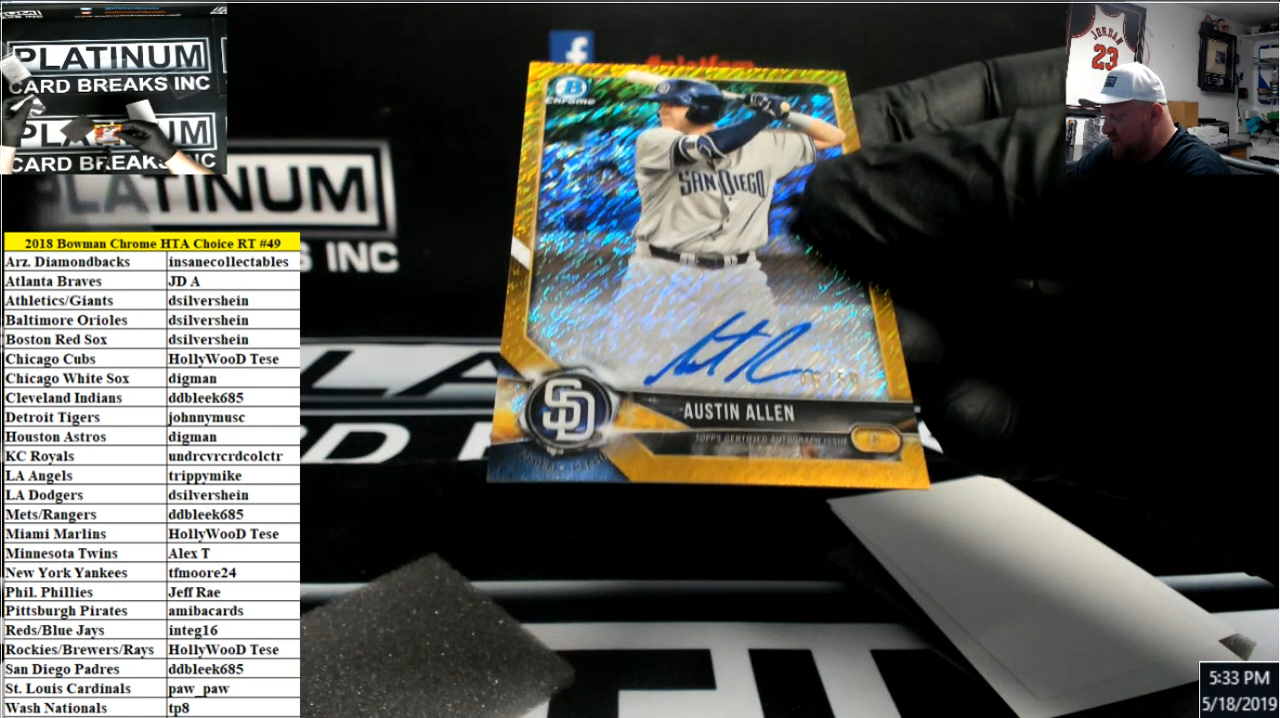 PLATINUM
CARD BREAKS INC
CARD BREAKS INC
PLATINUM
INC
JORDAN
23
Chrome
SAN DIEGO
SD
AUSTIN ALLEN
TOPPS CERTIFIED AUTOGRAPH ISSUE
2018 Bowman Chrome HTA Choice RT #49
Arz. Diamondbacks insanecollectables
Atlanta Braves JD A
Athletics/Giants dsilvershein
Baltimore Orioles dsilvershein
Boston Red Sox dsilvershein
Chicago Cubs HollyWooD Tese
Chicago White Sox digman
Cleveland Indians ddbleek685
Detroit Tigers johnnymusc
Houston Astros digman
KC Royals undrcvrcrdcolctr
LA Angels trippymike
LA Dodgers dsilvershein
Mets/Rangers ddbleek685
Miami Marlins HollyWooD Tese
Minnesota Twins Alex T
New York Yankees tfmoore24
Phil. Phillies Jeff Rae
Pittsburgh Pirates amibacards
Reds/Blue Jays integ16
Rockies/Brewers/Rays HollyWooD Tese
San Diego Padres ddbleek685
St. Louis Cardinals paw_paw
Wash Nationals tp8
5:33 PM
5/18/2019